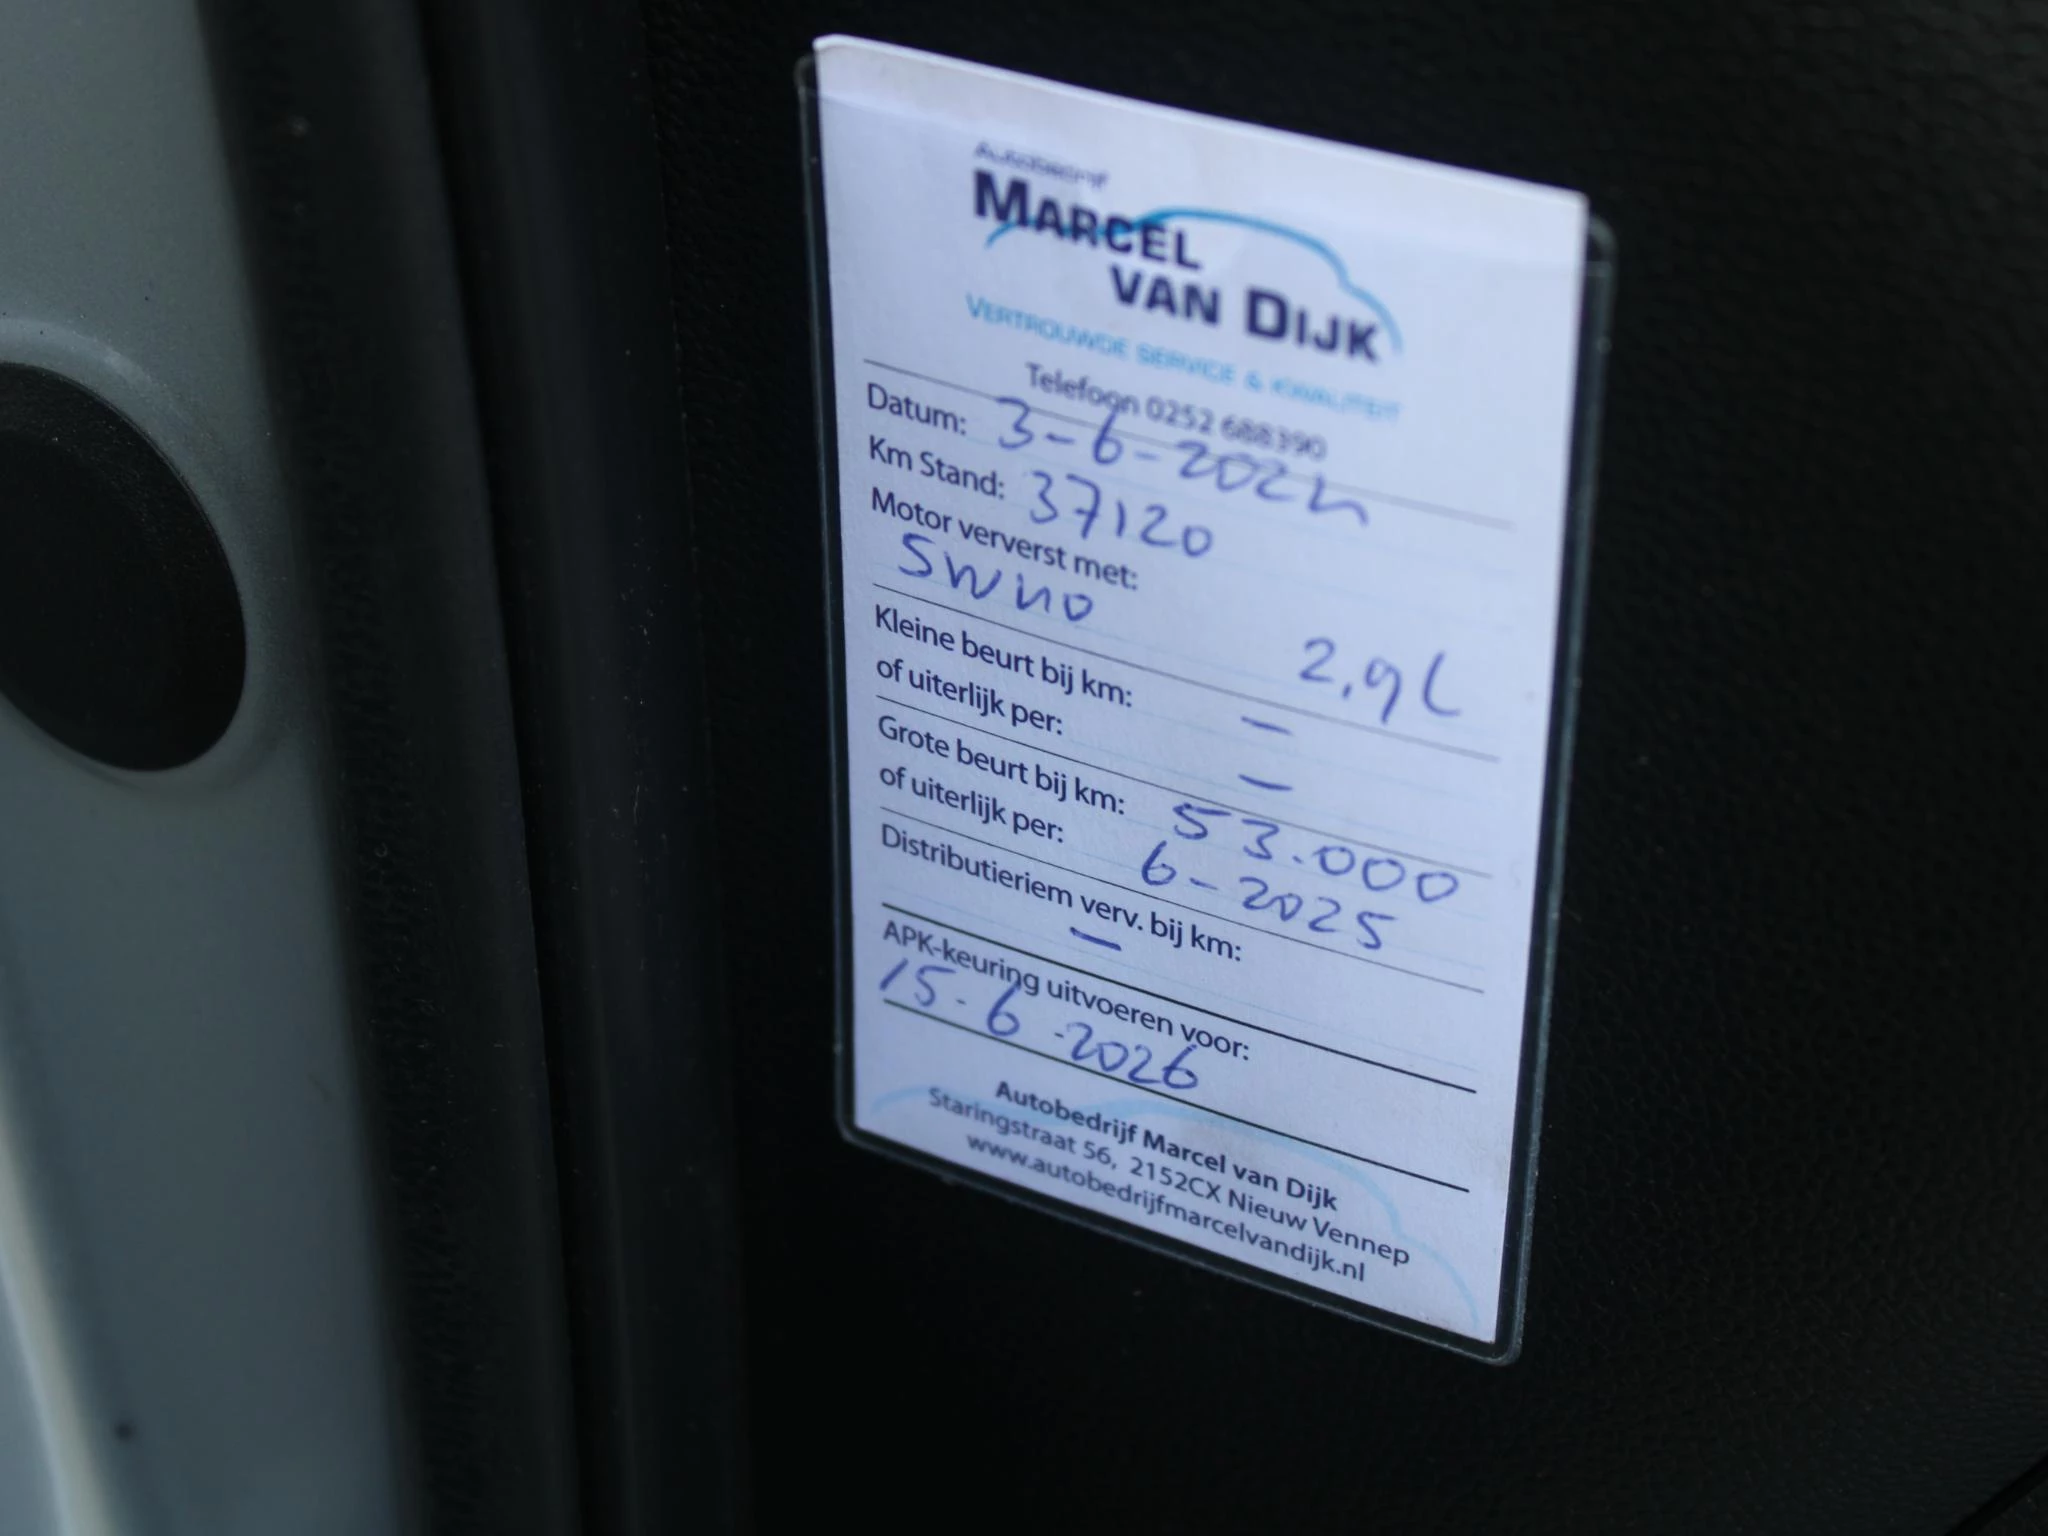 Autobedrijf
MARCEL
VAN DIJK
VERTROUWDE SERVICE & KWALITEIT
Telefoon 0252 688390
Datum: 3-6-2024
Km Stand: 37120
Motor ververst met:
5W40 2,9L
Kleine beurt bij km: -
of uiterlijk per: -
Grote beurt bij km: 53.000
of uiterlijk per: 6-2025
Distributieriem verv. bij km:
-
APK-keuring uitvoeren voor:
15-6-2026
Autobedrijf Marcel van Dijk
Staringstraat 56, 2152CX Nieuw Vennep
www.autobedrijfmarcelvandijk.nl